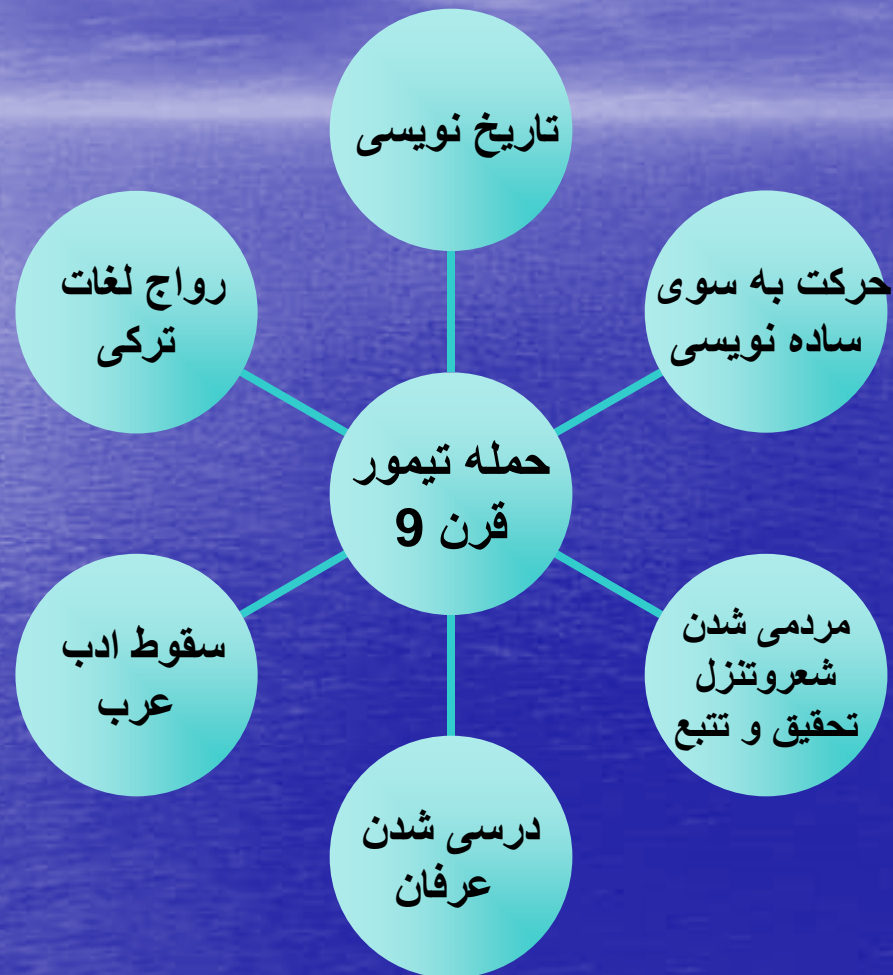 تاریخ نویسی
حرکت به سوی
ساده نویسی
مردمی شدن
شعروتنزل
تحقیق و تتبع
درسی شدن
عرفان
سقوط ادب
عرب
رواج لغات
ترکی
حمله تیمور
قرن 9